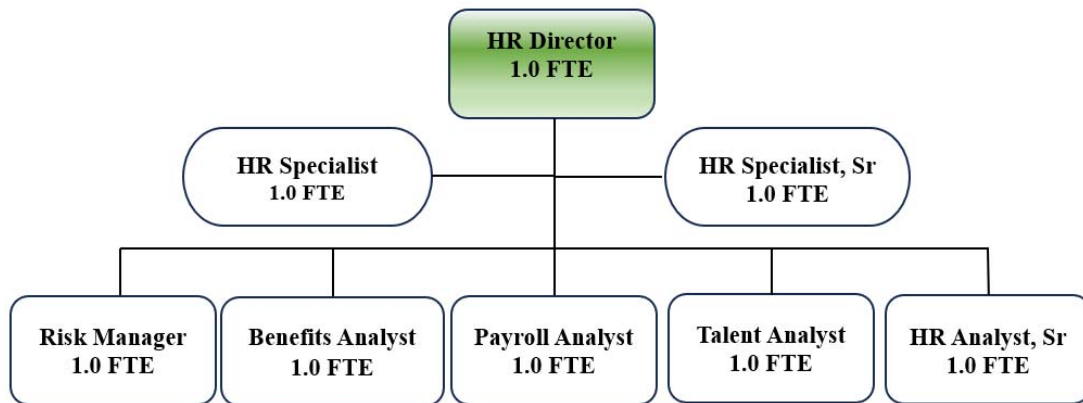 HR Director
1.0 FTE
HR Specialist
1.0 FTE
HR Specialist, Sr
1.0 FTE
Risk Manager
1.0 FTE
Benefits Analyst
1.0 FTE
Payroll Analyst
1.0 FTE
Talent Analyst
1.0 FTE
HR Analyst, Sr
1.0 FTE